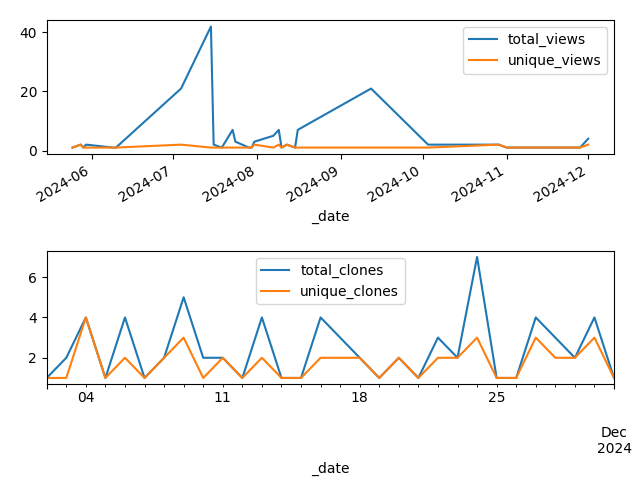 40
20
0
total_views
unique_views
2024-06
2024-07
2024-08
2024-09
2024-10
2024-11
2024-12
_date
6
4
2
total_clones
unique_clones
04
11
18
25
Dec
2024
_date